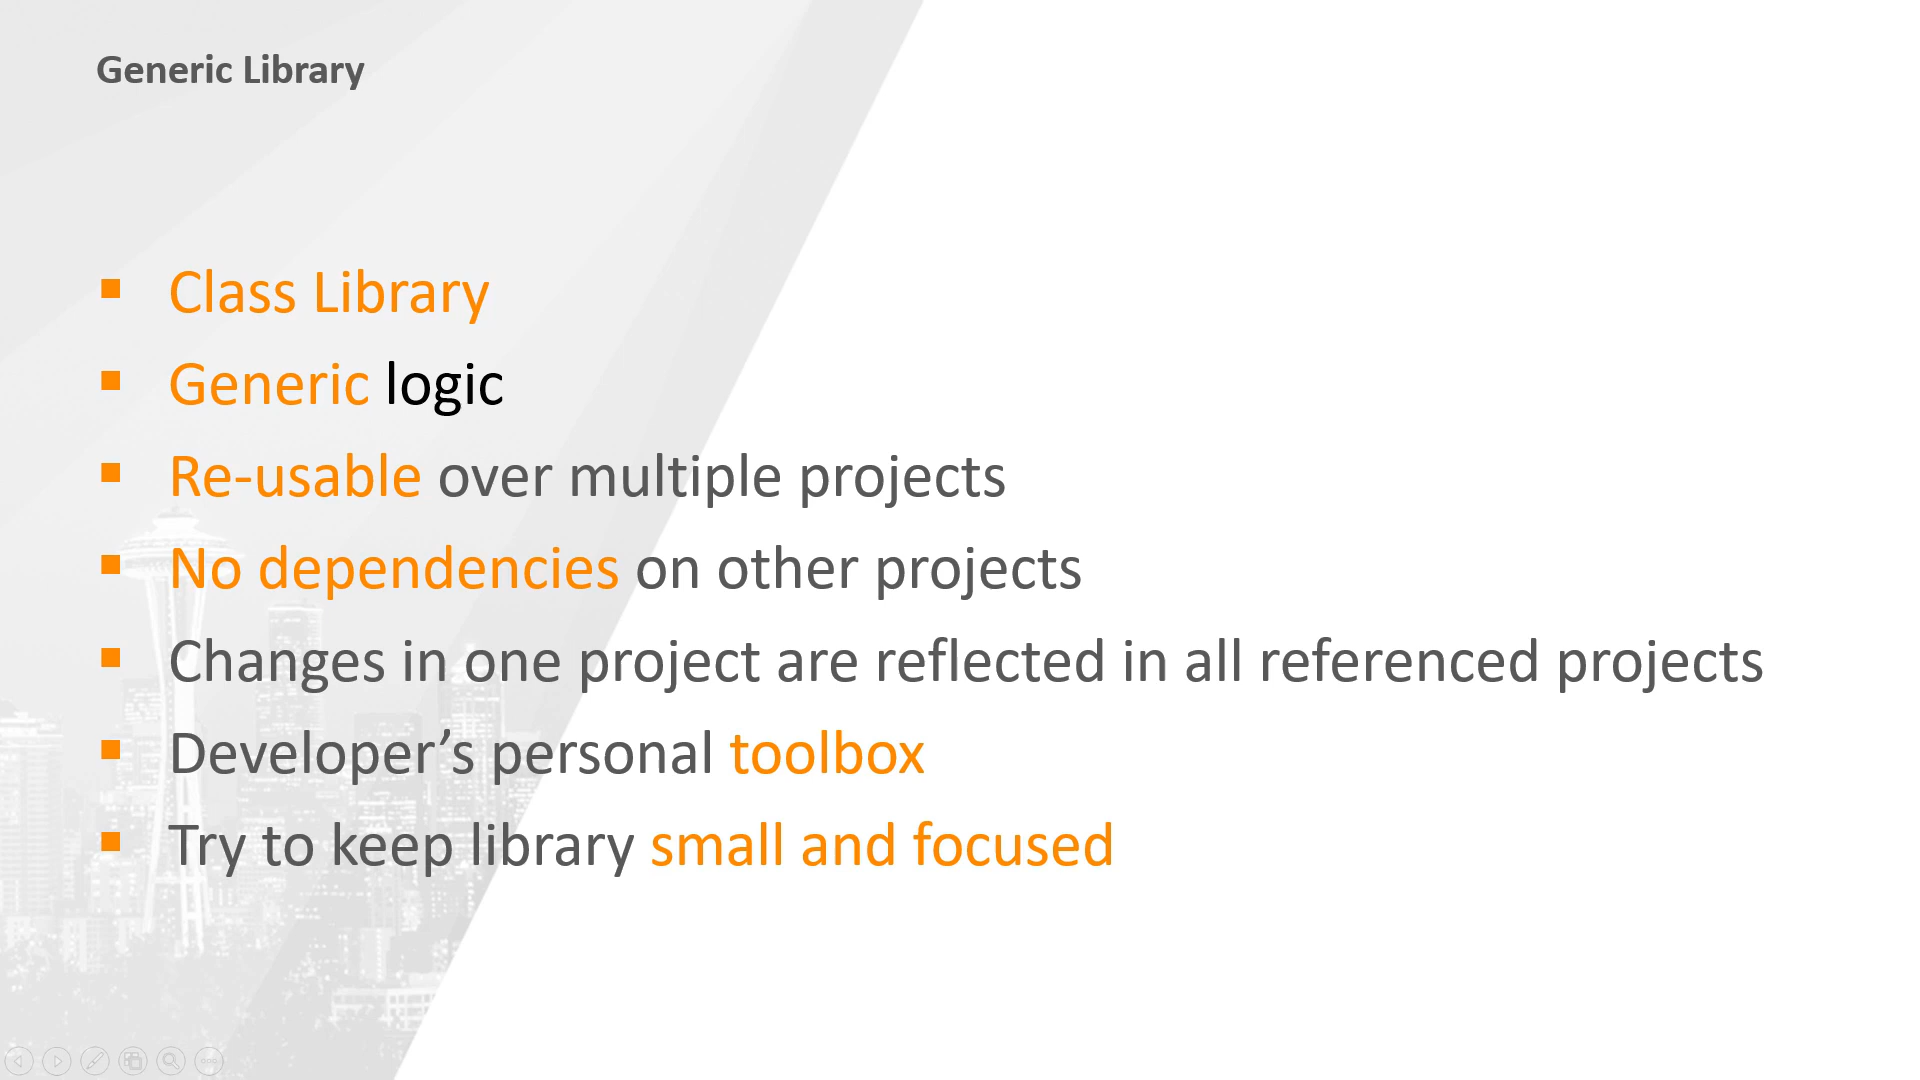 Generic Library
Class Library
Generic logic
Re-usable over multiple projects
No dependencies on other projects
Changes in one project are reflected in all referenced projects
Developer’s personal toolbox
Try to keep library small and focused